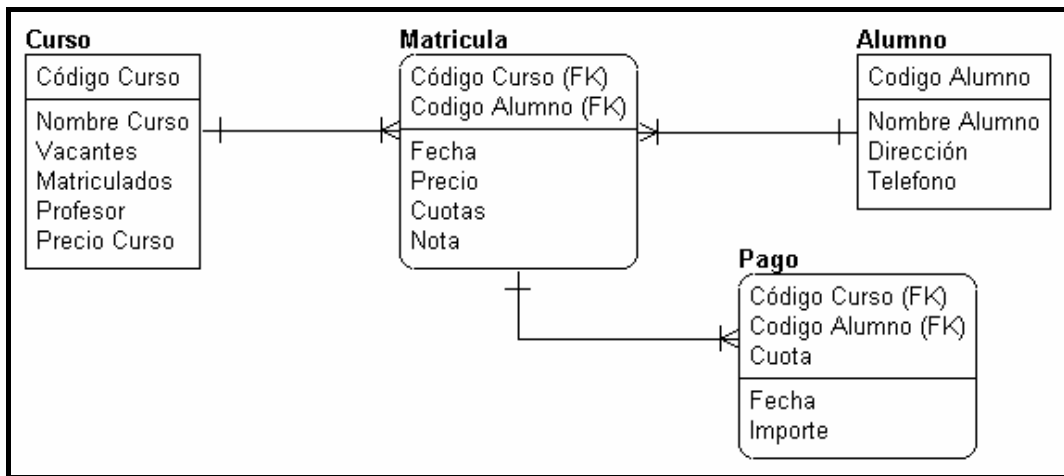 Curso
Código Curso
Nombre Curso
Vacantes
Matriculados
Profesor
Precio Curso
Matricula
Código Curso (FK)
Codigo Alumno (FK)
Fecha
Precio
Cuotas
Nota
Alumno
Codigo Alumno
Nombre Alumno
Dirección
Telefono
Pago
Código Curso (FK)
Codigo Alumno (FK)
Cuota
Fecha
Importe